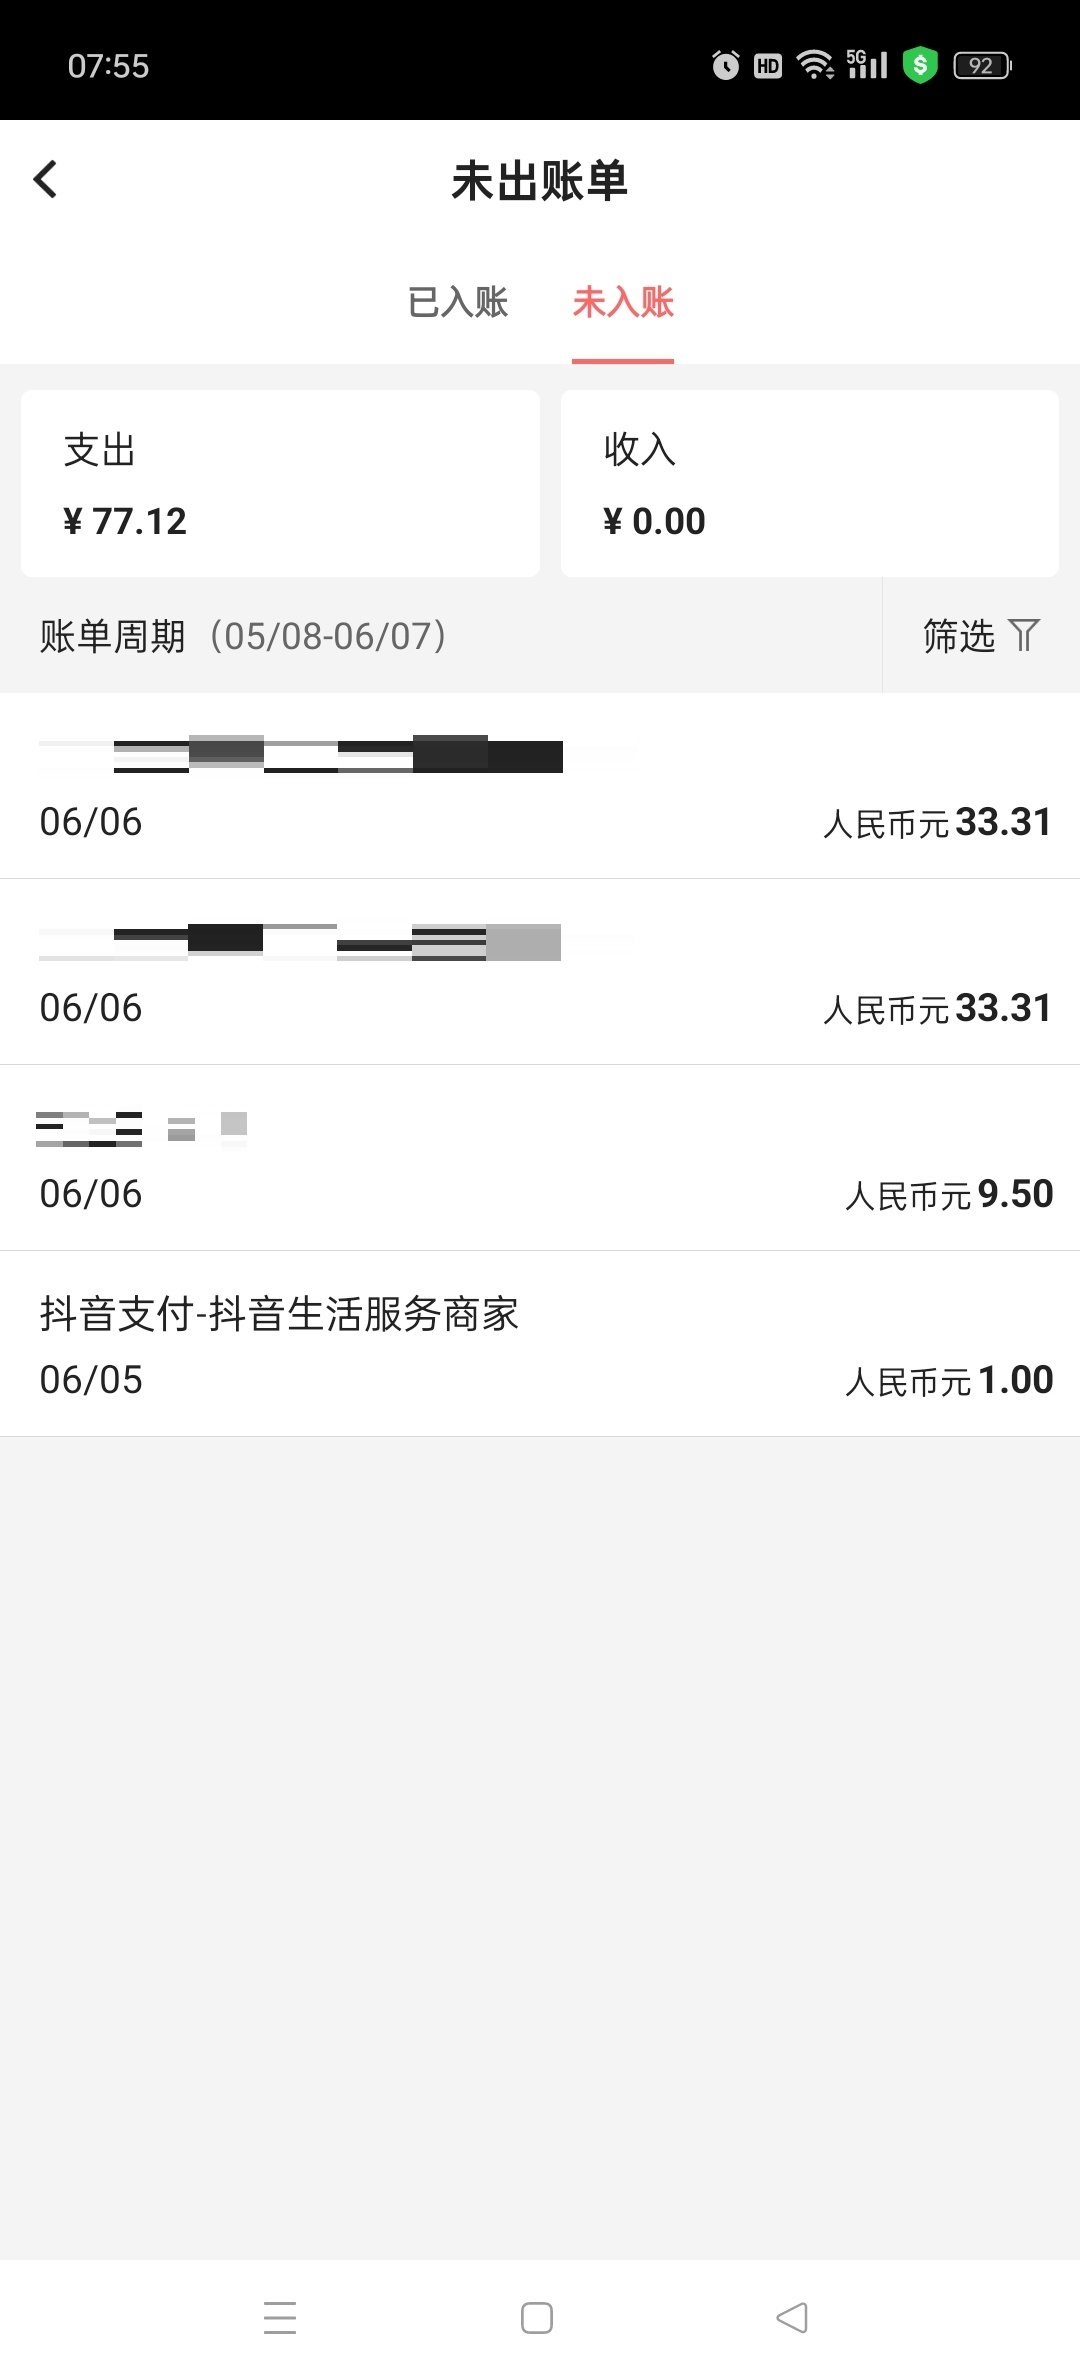 07:55
HD 5G $ 92
未出账单
已入账 未入账
支出 收入
¥ 77.12 ¥ 0.00
账单周期（05/08-06/07） 筛选
06/06 人民币元 33.31
06/06 人民币元 33.31
06/06 人民币元 9.50
抖音支付-抖音生活服务商家
06/05 人民币元 1.00